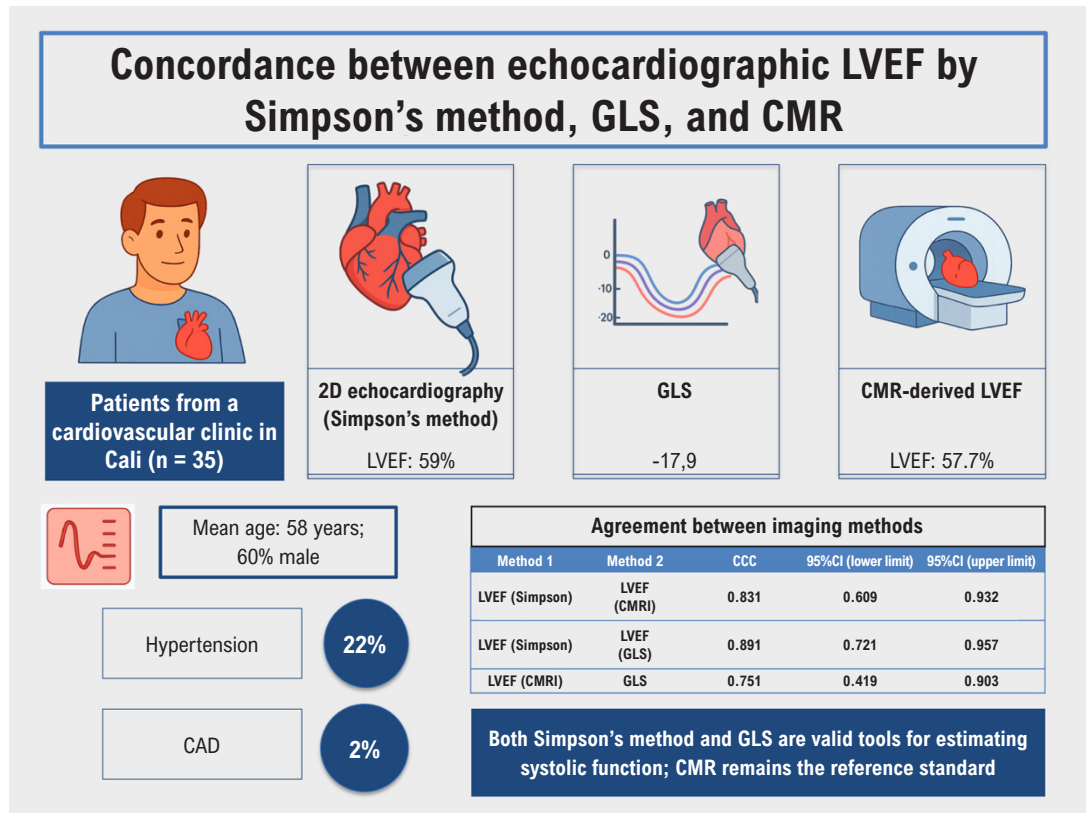 Concordance between echocardiographic LVEF by
Simpson's method, GLS, and CMR
Patients from a
cardiovascular clinic in
Cali (n = 35)
2D echocardiography
(Simpson's method)
LVEF: 59%
0
-10
-20
GLS
-17,9
CMR-derived LVEF
LVEF: 57.7%
Mean age: 58 years;
60% male
Hypertension
22%
CAD
2%
Agreement between imaging methods
Method 1 Method 2 CCC 95%CI (lower limit) 95%CI (upper limit)
LVEF (Simpson) LVEF (CMRI) 0.831 0.609 0.932
LVEF (Simpson) LVEF (GLS) 0.891 0.721 0.957
LVEF (CMRI) GLS 0.751 0.419 0.903
Both Simpson's method and GLS are valid tools for estimating
systolic function; CMR remains the reference standard